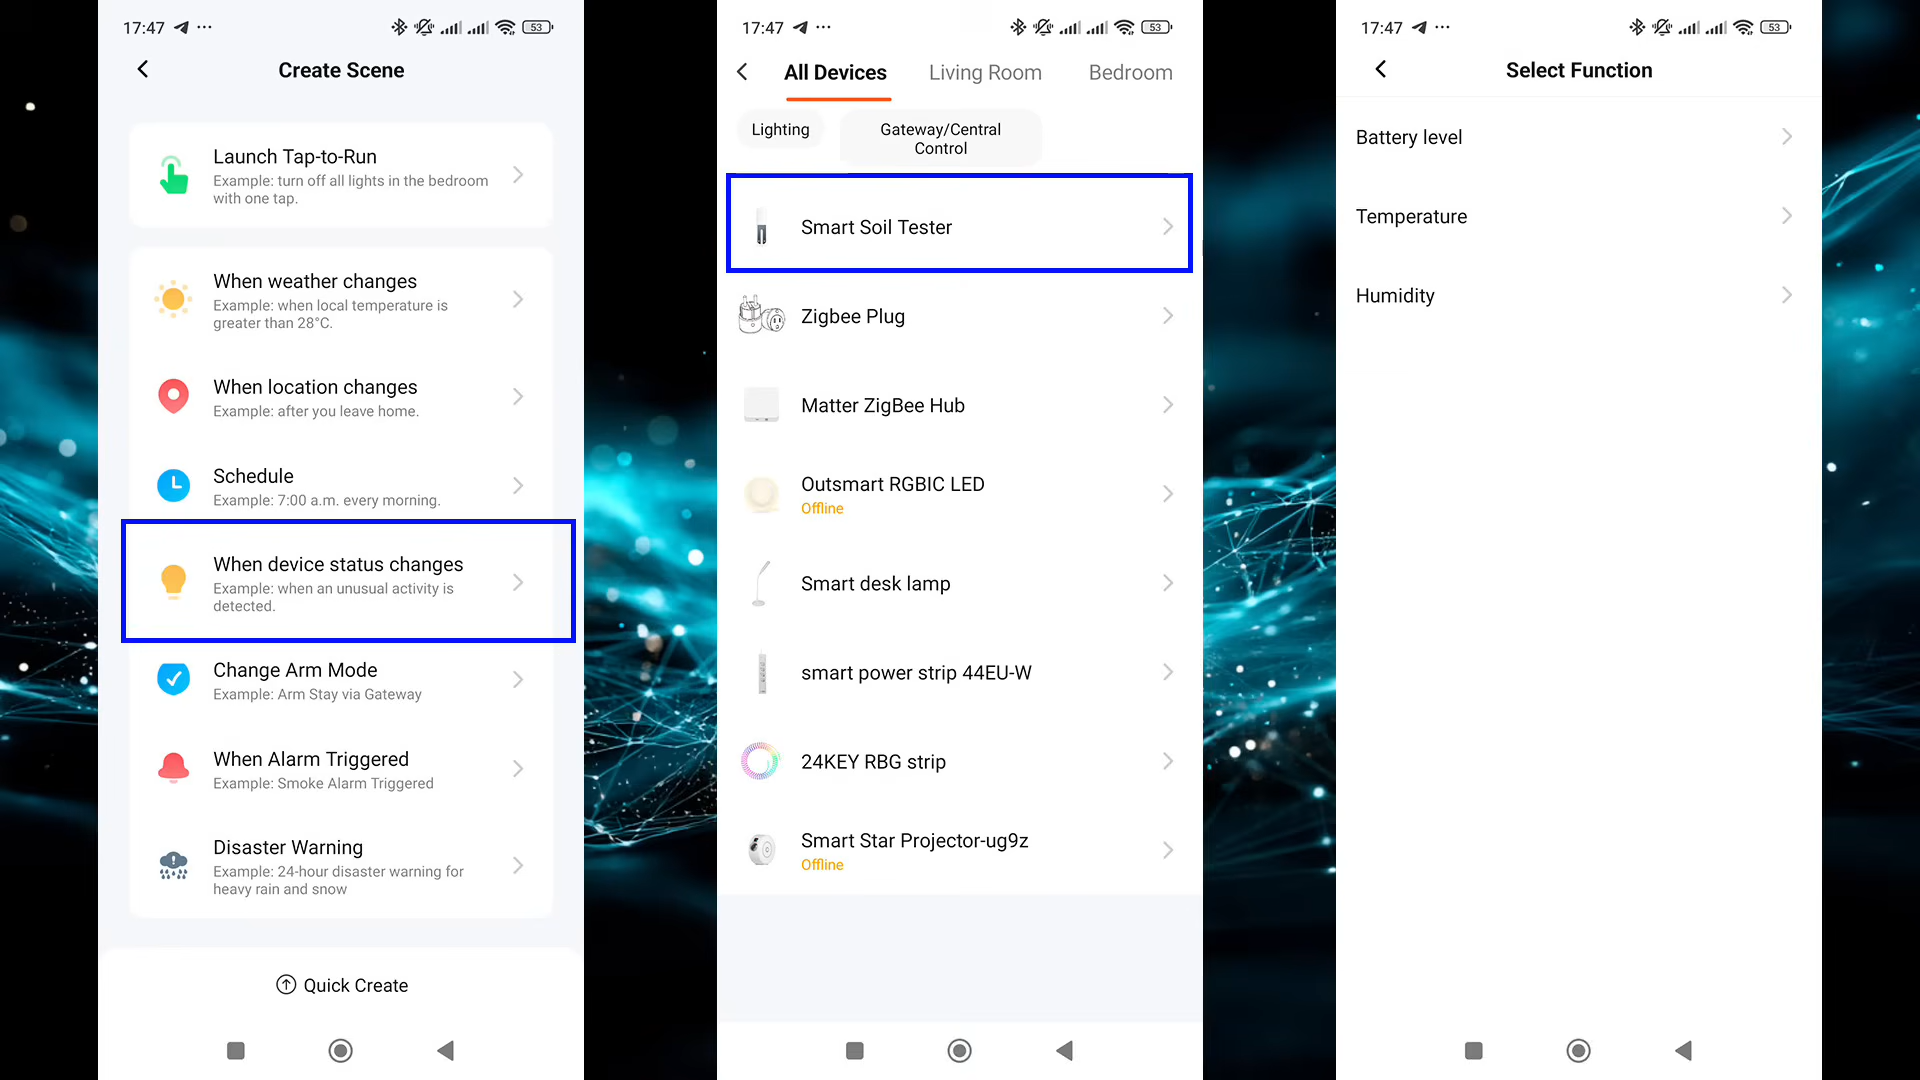 17:47
53
Create Scene
Launch Tap-to-Run
Example: turn off all lights in the bedroom
with one tap.
When weather changes
Example: when local temperature is
greater than 28°C.
When location changes
Example: after you leave home.
Schedule
Example: 7:00 a.m. every morning.
When device status changes
Example: when an unusual activity is
detected.
Change Arm Mode
Example: Arm Stay via Gateway
When Alarm Triggered
Example: Smoke Alarm Triggered
Disaster Warning
Example: 24-hour disaster warning for
heavy rain and snow
Quick Create
17:47
53
All Devices
Living Room
Bedroom
Lighting
Gateway/Central
Control
Smart Soil Tester
Zigbee Plug
Matter ZigBee Hub
Outsmart RGBIC LED
Offline
Smart desk lamp
smart power strip 44EU-W
24KEY RBG strip
Smart Star Projector-ug9z
Offline
17:47
53
Select Function
Battery level
Temperature
Humidity